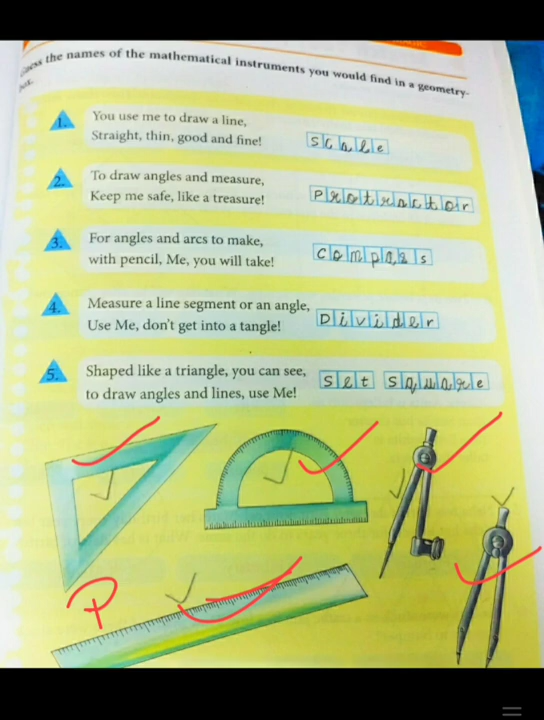 Guess the names of the mathematical instruments you would find in a geometry-
box.
1. You use me to draw a line,
Straight, thin, good and fine!
Scale
2. To draw angles and measure,
Keep me safe, like a treasure!
Protractor
3. For angles and arcs to make,
with pencil, Me, you will take!
Compass
4. Measure a line segment or an angle,
Use Me, don't get into a tangle!
Divider
5. Shaped like a triangle, you can see,
to draw angles and lines, use Me!
Set Square
P